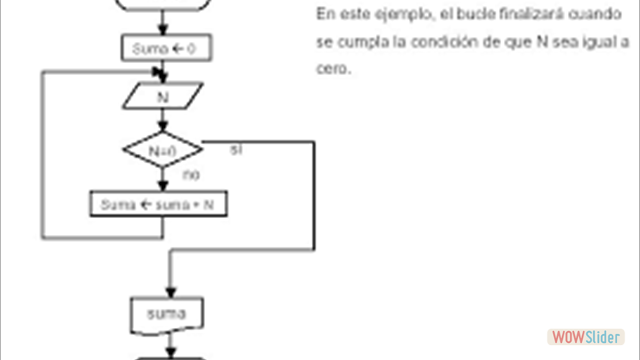 En este ejemplo, el bucle finalizará cuando
se cumpla la condición de que N sea igual a
cero.
Suma ← 0
N
N=0
si
no
Suma ← suma + N
suma
WOWSlider